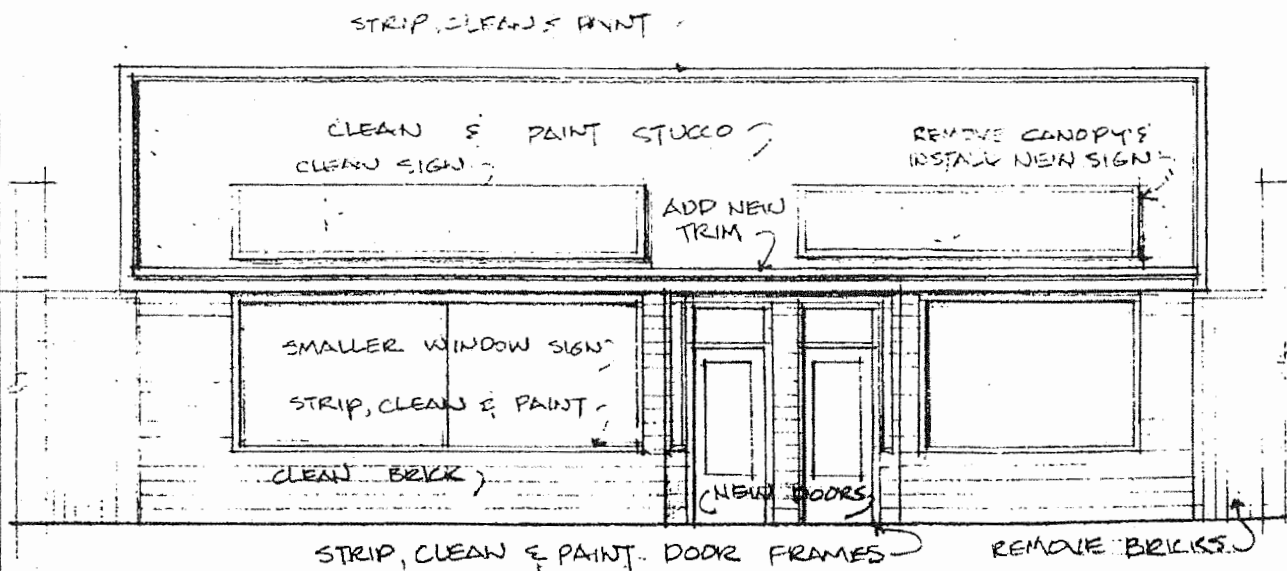 STRIP, CLEAN & PAINT
CLEAN & PAINT STUCCO
CLEAN SIGN
REMOVE CANOPY &
INSTALL NEW SIGN
ADD NEW
TRIM
SMALLER WINDOW SIGN
STRIP, CLEAN & PAINT
CLEAN BRICK
NEW DOORS
STRIP, CLEAN & PAINT DOOR FRAMES
REMOVE BRICKS